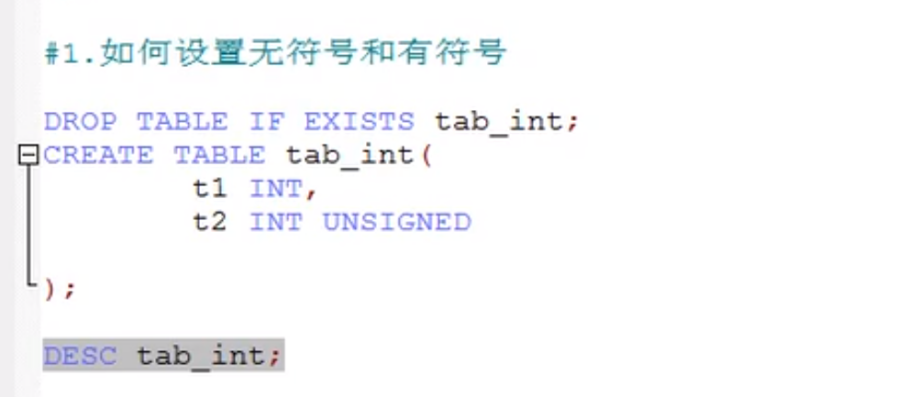 #1.如何设置无符号和有符号
DROP TABLE IF EXISTS tab_int;
CREATE TABLE tab_int(
t1 INT,
t2 INT UNSIGNED
);
DESC tab_int;